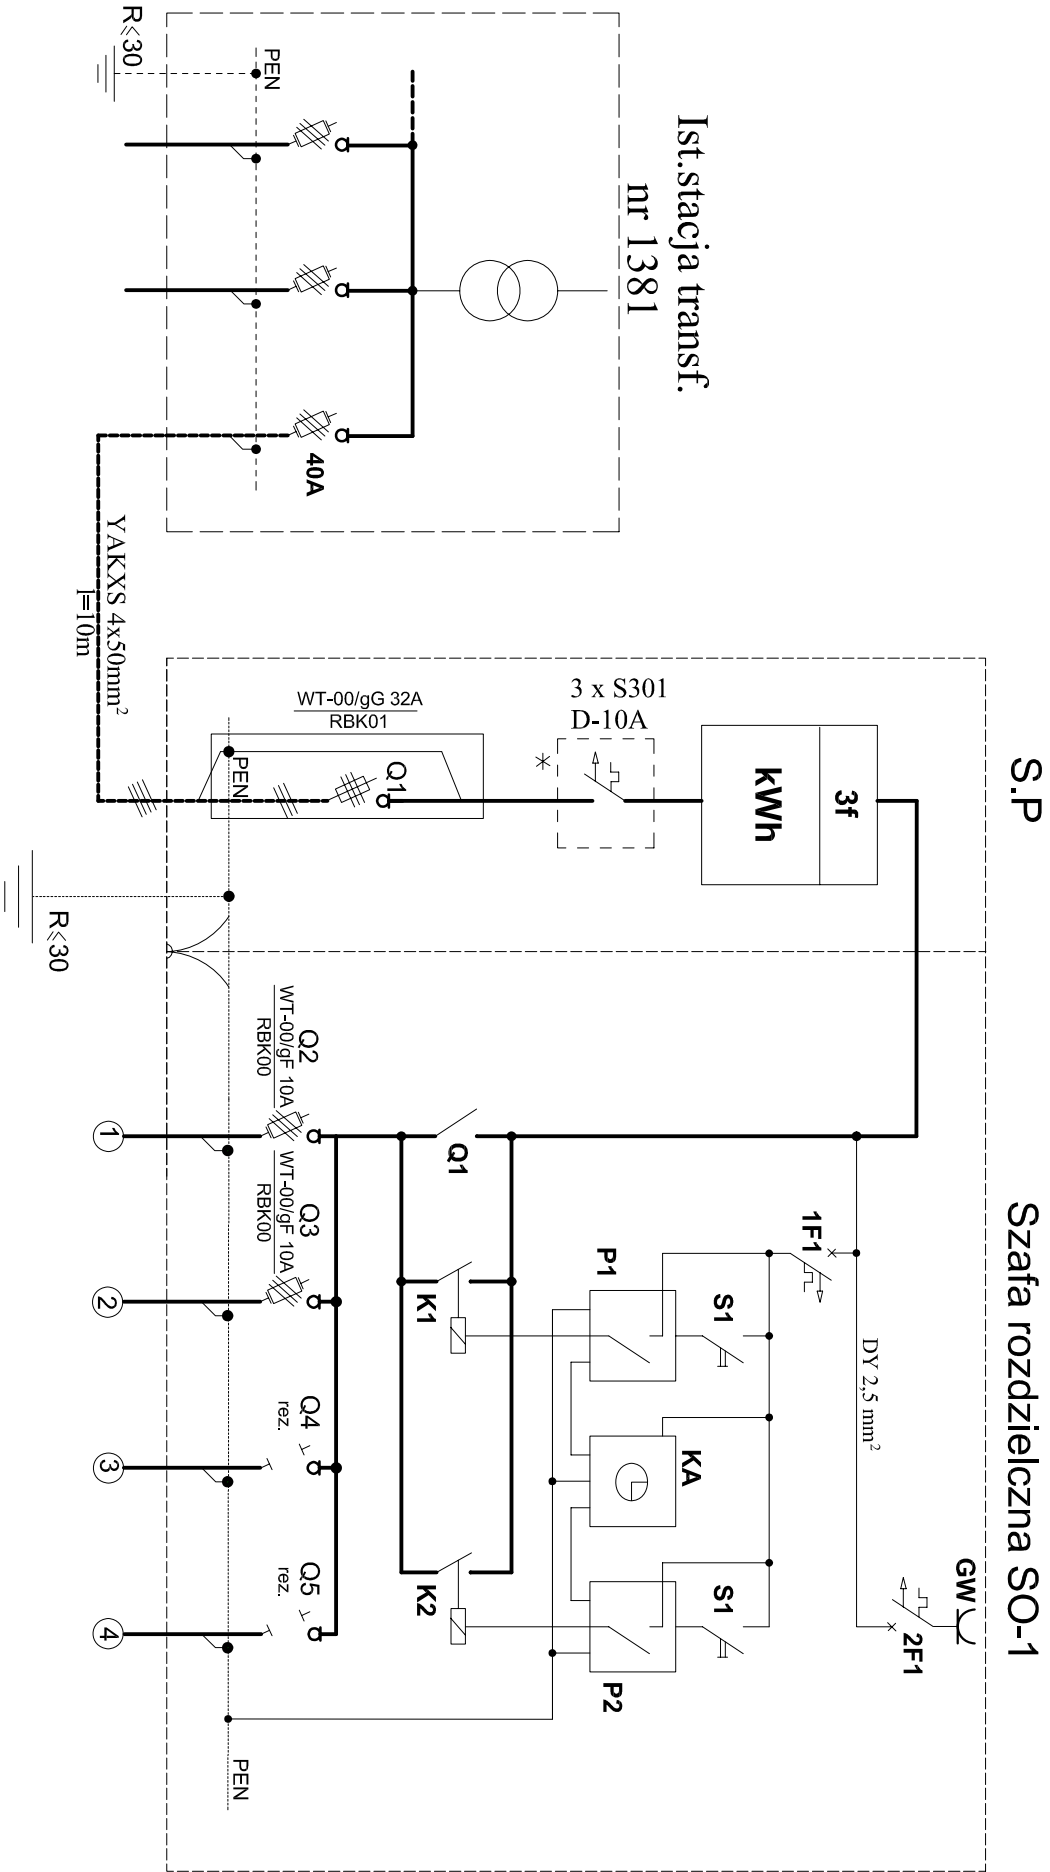 Ist.stacja transf.
nr 1381
R≤30
PEN
40A
YAKXS 4x50mm²
l=10m
S.P
3f
kWh
3 x S301
D-10A
*
WT-00/gG 32A
RBK01
Q1
PEN
R≤30
Szafa rozdzielczna SO-1
GW
2F1
1F1
DY 2,5 mm²
S1
KA
S1
P1
P2
Q1
K1
K2
Q2
WT-00/gF 10A
RBK00
Q3
WT-00/gF 10A
RBK00
Q4
rez.
Q5
rez.
1
2
3
4
PEN